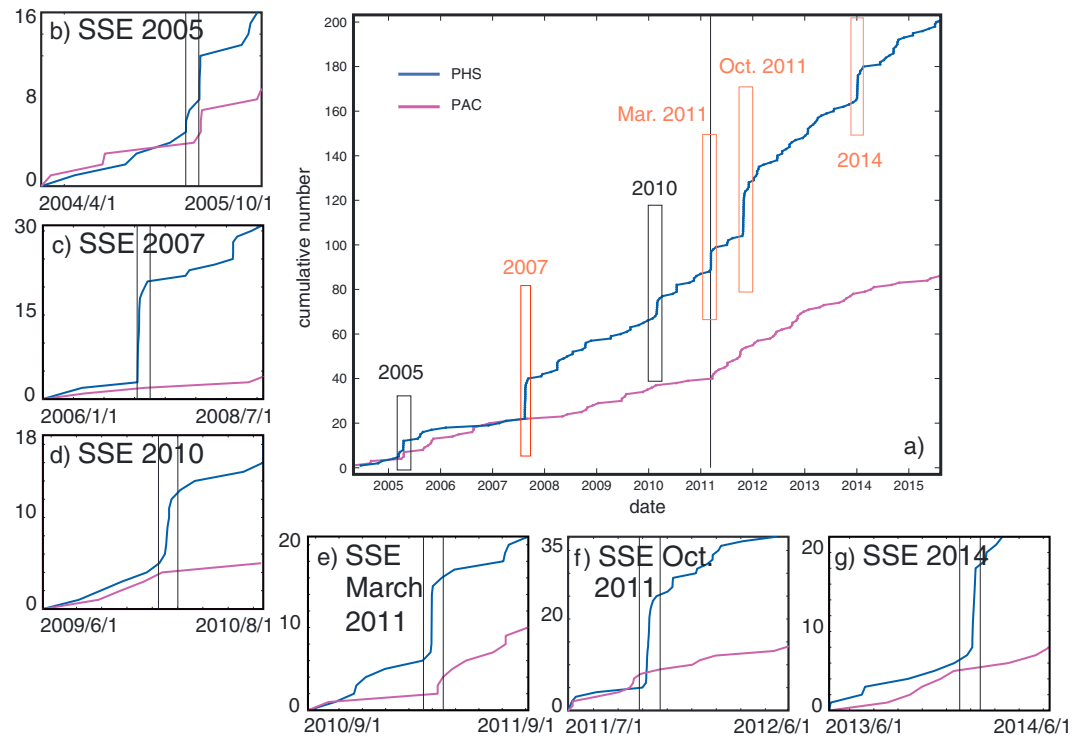 b) SSE 2005
16
8
4
0
2004/4/1 2005/10/1
c) SSE 2007
30
15
0
2006/1/1 2008/7/1
d) SSE 2010
18
12
6
0
2009/6/1 2010/8/1
a)
cumulative number
200
180
160
140
120
100
80
60
40
20
0
PHS
PAC
2005
2007
2010
Mar. 2011
Oct. 2011
2014
2005 2006 2007 2008 2009 2010 2011 2012 2013 2014 2015
date
e) SSE
March
2011
20
10
0
2010/9/1 2011/9/1
f) SSE Oct.
2011
35
20
10
0
2011/7/1 2012/6/1
g) SSE 2014
20
10
0
2013/6/1 2014/6/1